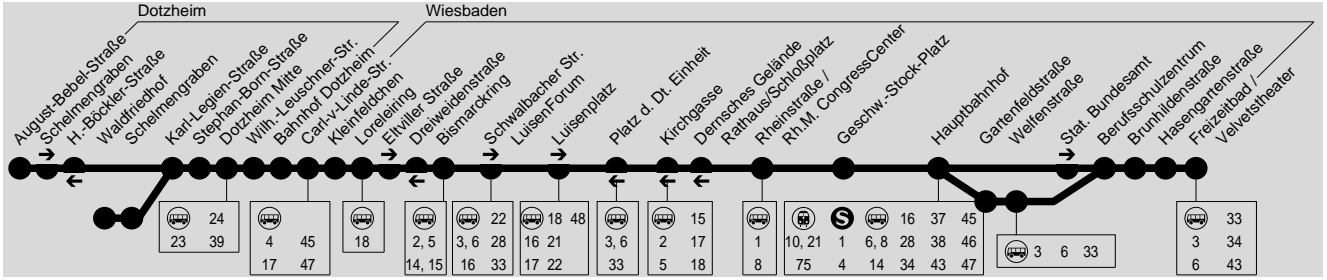 Dotzheim
Wiesbaden
August-Bebel-Straße
Schelmengraben
H.-Böckler-Straße
Waldfriedhof
Schelmengraben
Karl-Legien-Straße
Stephan-Born-Straße
Dotzheim Mitte
Wilh.-Leuschner-Str.
Bahnhof Dotzheim
Carl-v-Linde-Str.
Kleinfeldchen
Loreleiring
Eltviller Straße
Dreiweidenstraße
Bismarckring
Schwalbacher Str.
LuisenForum
Luisenplatz
Platz d. Dt. Einheit
Kirchgasse
Dernsches Gelände
Rathaus/Schloßplatz
Rheinstraße /
Rh.M. CongressCenter
Geschw.-Stock-Platz
Hauptbahnhof
Gartenfeldstraße
Welfenstraße
Stat. Bundesamt
Berufsschulzentrum
Brunhildenstraße
Hasengartenstraße
Freizeitbad /
Velvetstheater
24
23 39
4 45
17 47
18
2, 5
14, 15
22
3, 6 28
16 33
18 48
16 21
17 22
3, 6
33
15
2 17
5 18
1
8
S 16 37 45
10, 21 1 6, 8 28 38 46
75 4 14 34 43 47
3 6 33
33
3 34
6 43